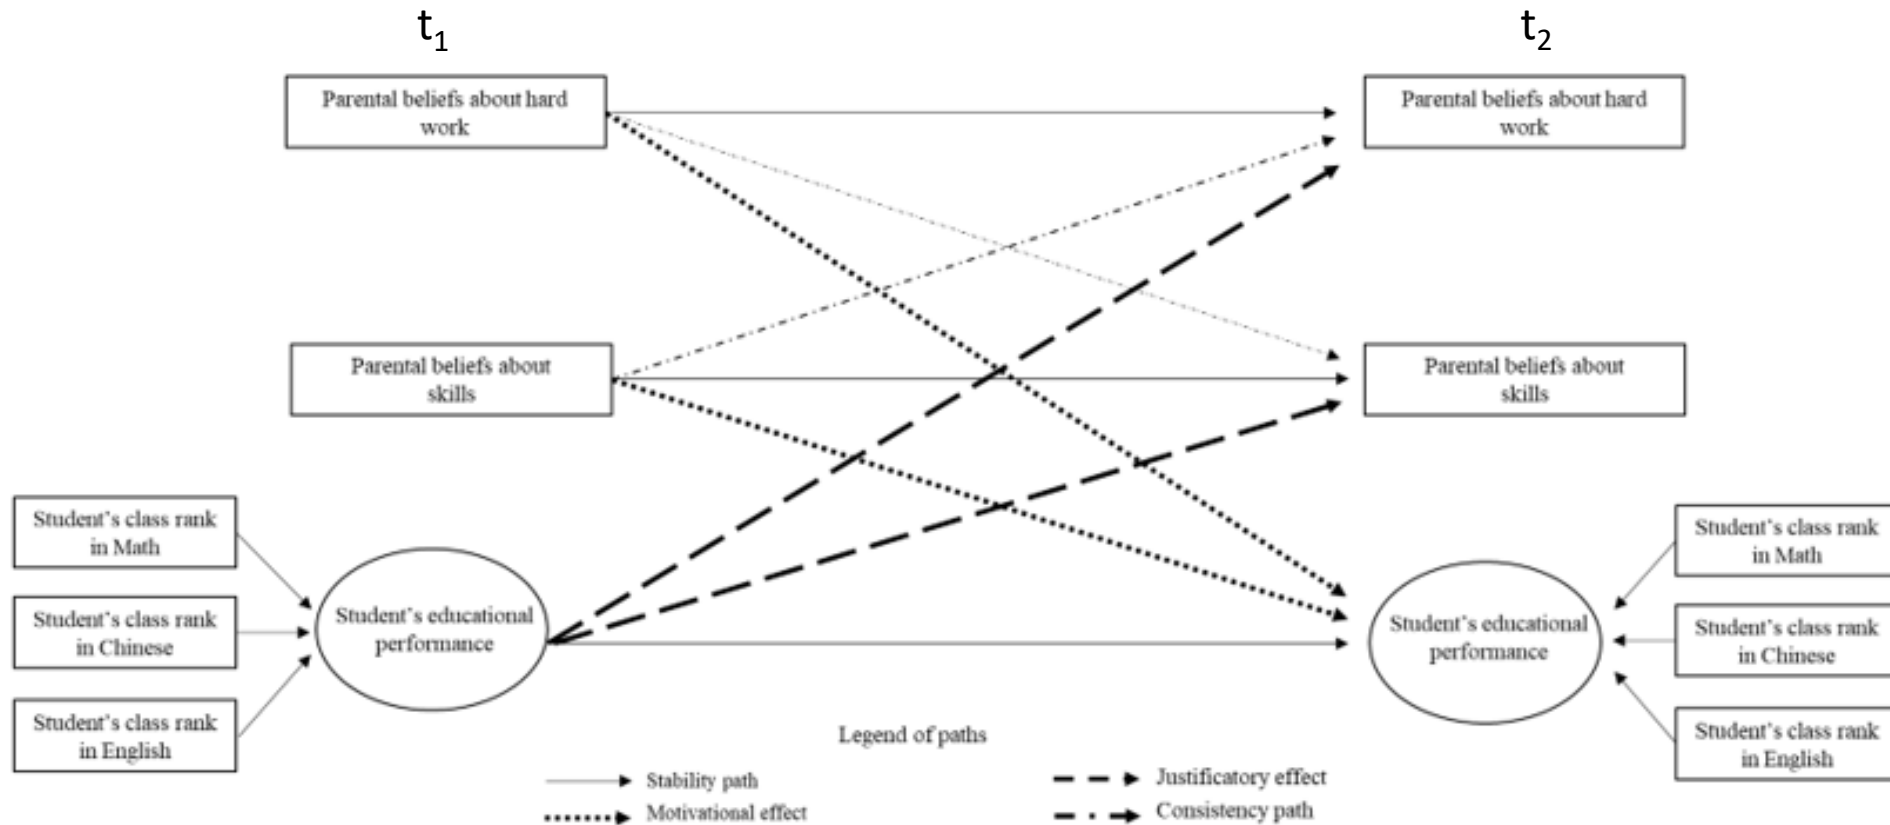 t₁
t₂
Parental beliefs about hard
work
Parental beliefs about hard
work
Parental beliefs about
skills
Parental beliefs about
skills
Student’s class rank
in Math
Student’s class rank
in Chinese
Student’s class rank
in English
Student’s educational
performance
Student’s educational
performance
Student’s class rank
in Math
Student’s class rank
in Chinese
Student’s class rank
in English
Legend of paths
Stability path
Justificatory effect
Motivational effect
Consistency path